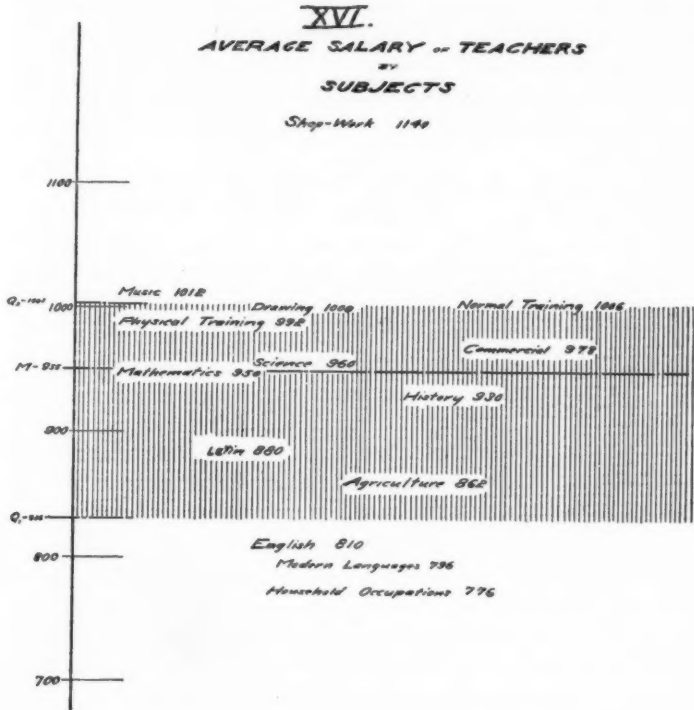 XVI.
AVERAGE SALARY OF TEACHERS
BY
SUBJECTS
Shop-Work 1140
1100
Music 1012
1000
Drawing 1000
Normal Training 1006
Physical Training 992
Commercial 978
Science 960
M-955
Mathematics 950
History 930
900
Latin 880
Agriculture 862
English 810
800
Modern Languages 796
Household Occupations 776
700